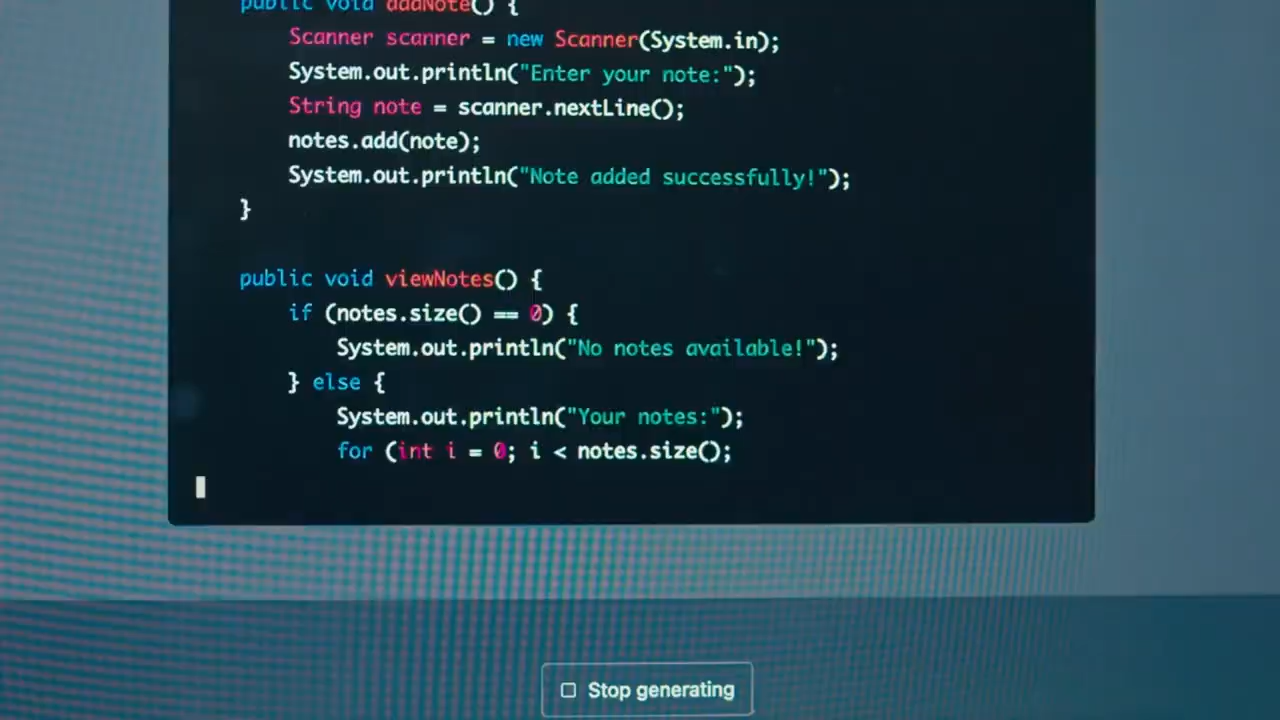 public void addNote() {
Scanner scanner = new Scanner(System.in);
System.out.println("Enter your note:");
String note = scanner.nextLine();
notes.add(note);
System.out.println("Note added successfully!");
}
public void viewNotes() {
if (notes.size() == 0) {
System.out.println("No notes available!");
} else {
System.out.println("Your notes:");
for (int i = 0; i < notes.size();
Stop generating